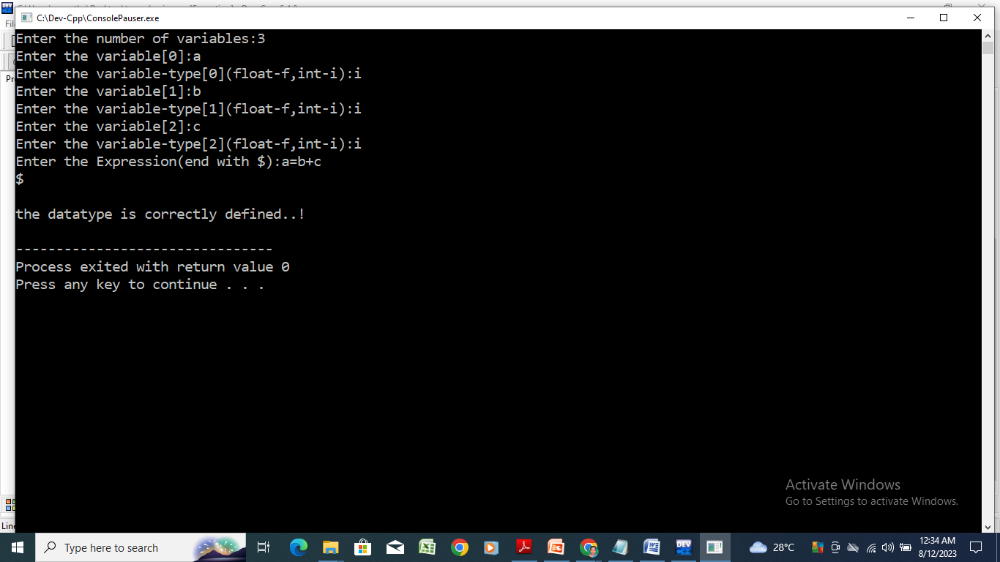 C:\Dev-Cpp\ConsolePauser.exe
Enter the number of variables:3
Enter the variable[0]:a
Enter the variable-type[0](float-f,int-i):i
Enter the variable[1]:b
Enter the variable-type[1](float-f,int-i):i
Enter the variable[2]:c
Enter the variable-type[2](float-f,int-i):i
Enter the Expression(end with $):a=b+c
$
the datatype is correctly defined..!
--------------------------------
Process exited with return value 0
Press any key to continue . . .
Activate Windows
Go to Settings to activate Windows.
Type here to search
DEV
28°C
12:34 AM
8/12/2023